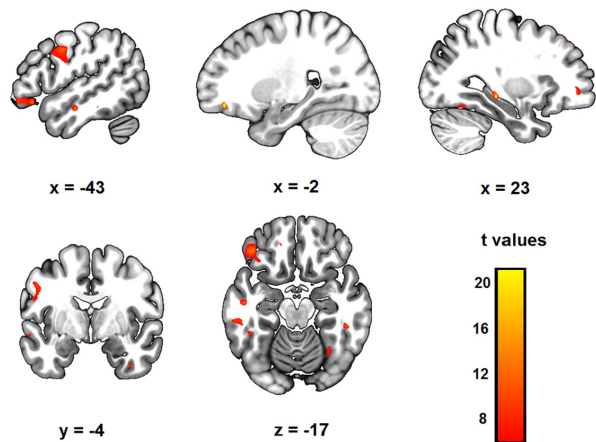 x = -43
x = -2
x = 23
t values
20
16
12
8
y = -4
z = -17